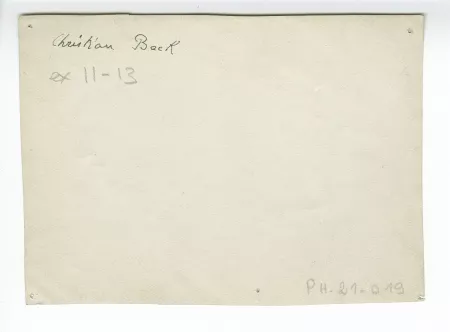 Christian Back
ex 11-13
PH-21-019